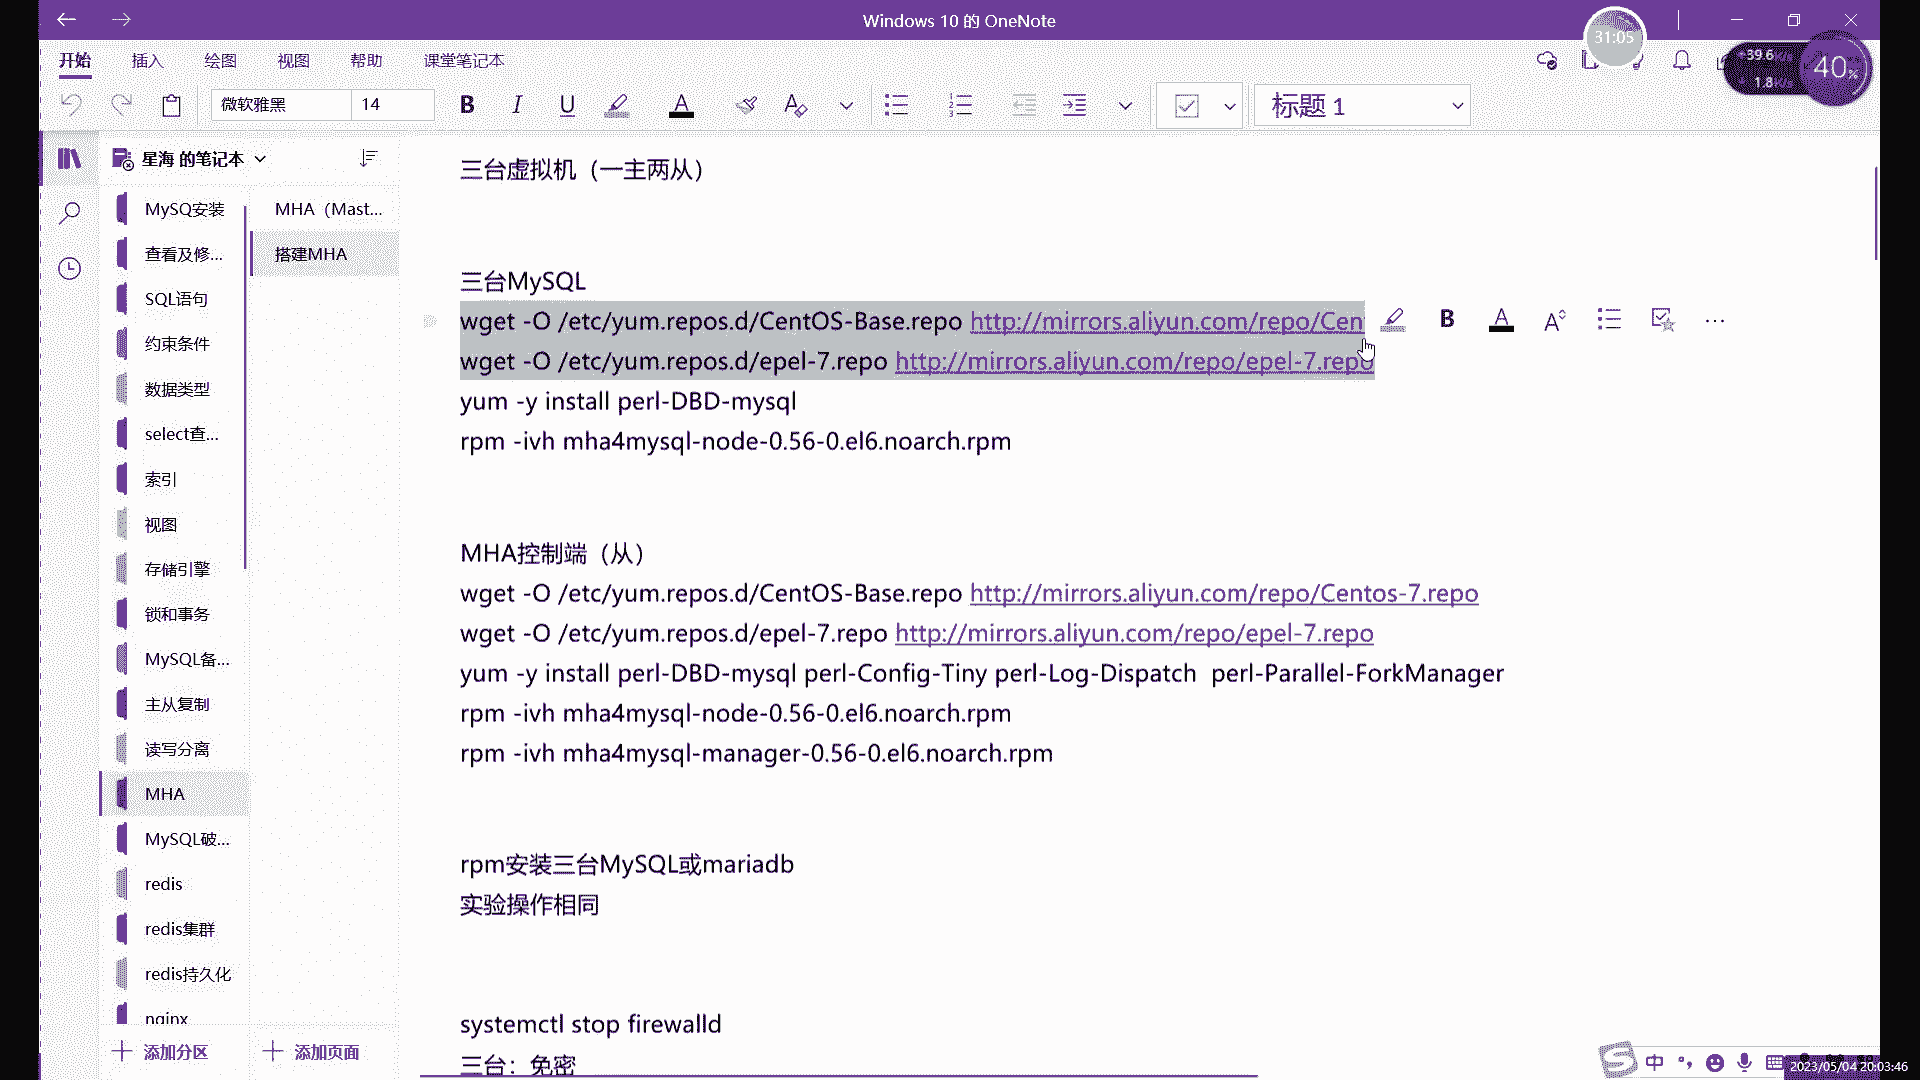 Windows 10 的 OneNote
31:05
开始 插入 绘图 视图 帮助 课堂笔记本
39.6
1.8
40%
微软雅黑 14 B I U A A 标题 1
星海 的笔记本
MySQ安装
查看及修...
SQL语句
约束条件
数据类型
select查...
索引
视图
存储引擎
锁和事务
MySQL备...
主从复制
读写分离
MHA
MySQL破...
redis
redis集群
redis持久化
nginx
添加分区
MHA（Mast...
搭建MHA
添加页面
三台虚拟机（一主两从）
三台MySQL
wget -O /etc/yum.repos.d/CentOS-Base.repo http://mirrors.aliyun.com/repo/Cen
B A A ...
wget -O /etc/yum.repos.d/epel-7.repo http://mirrors.aliyun.com/repo/epel-7.repo
yum -y install perl-DBD-mysql
rpm -ivh mha4mysql-node-0.56-0.el6.noarch.rpm
MHA控制端（从）
wget -O /etc/yum.repos.d/CentOS-Base.repo http://mirrors.aliyun.com/repo/Centos-7.repo
wget -O /etc/yum.repos.d/epel-7.repo http://mirrors.aliyun.com/repo/epel-7.repo
yum -y install perl-DBD-mysql perl-Config-Tiny perl-Log-Dispatch  perl-Parallel-ForkManager
rpm -ivh mha4mysql-node-0.56-0.el6.noarch.rpm
rpm -ivh mha4mysql-manager-0.56-0.el6.noarch.rpm
rpm安装三台MySQL或mariadb
实验操作相同
systemctl stop firewalld
三台：免密
中
2023/05/04 20:03:46